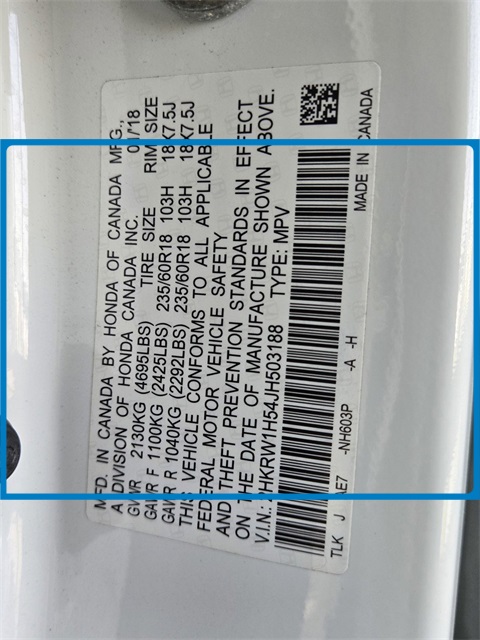 MFD. IN CANADA BY HONDA OF CANADA MFG.,
A DIVISION OF HONDA CANADA INC. 01/18
GVWR 2130KG (4695LBS) TIRE SIZE RIM SIZE
GAWR F 1100KG (2425LBS) 235/60R18 103H 18X7.5J
GAWR R 1040KG (2292LBS) 235/60R18 103H 18X7.5J
THIS VEHICLE CONFORMS TO ALL APPLICABLE
FEDERAL MOTOR VEHICLE SAFETY
AND THEFT PREVENTION STANDARDS IN EFFECT
ON THE DATE OF MANUFACTURE SHOWN ABOVE.
V.I.N.: 2HKRW1H54JH503188 TYPE: MPV
TLK J AE7 -NH603P -A -H MADE IN CANADA